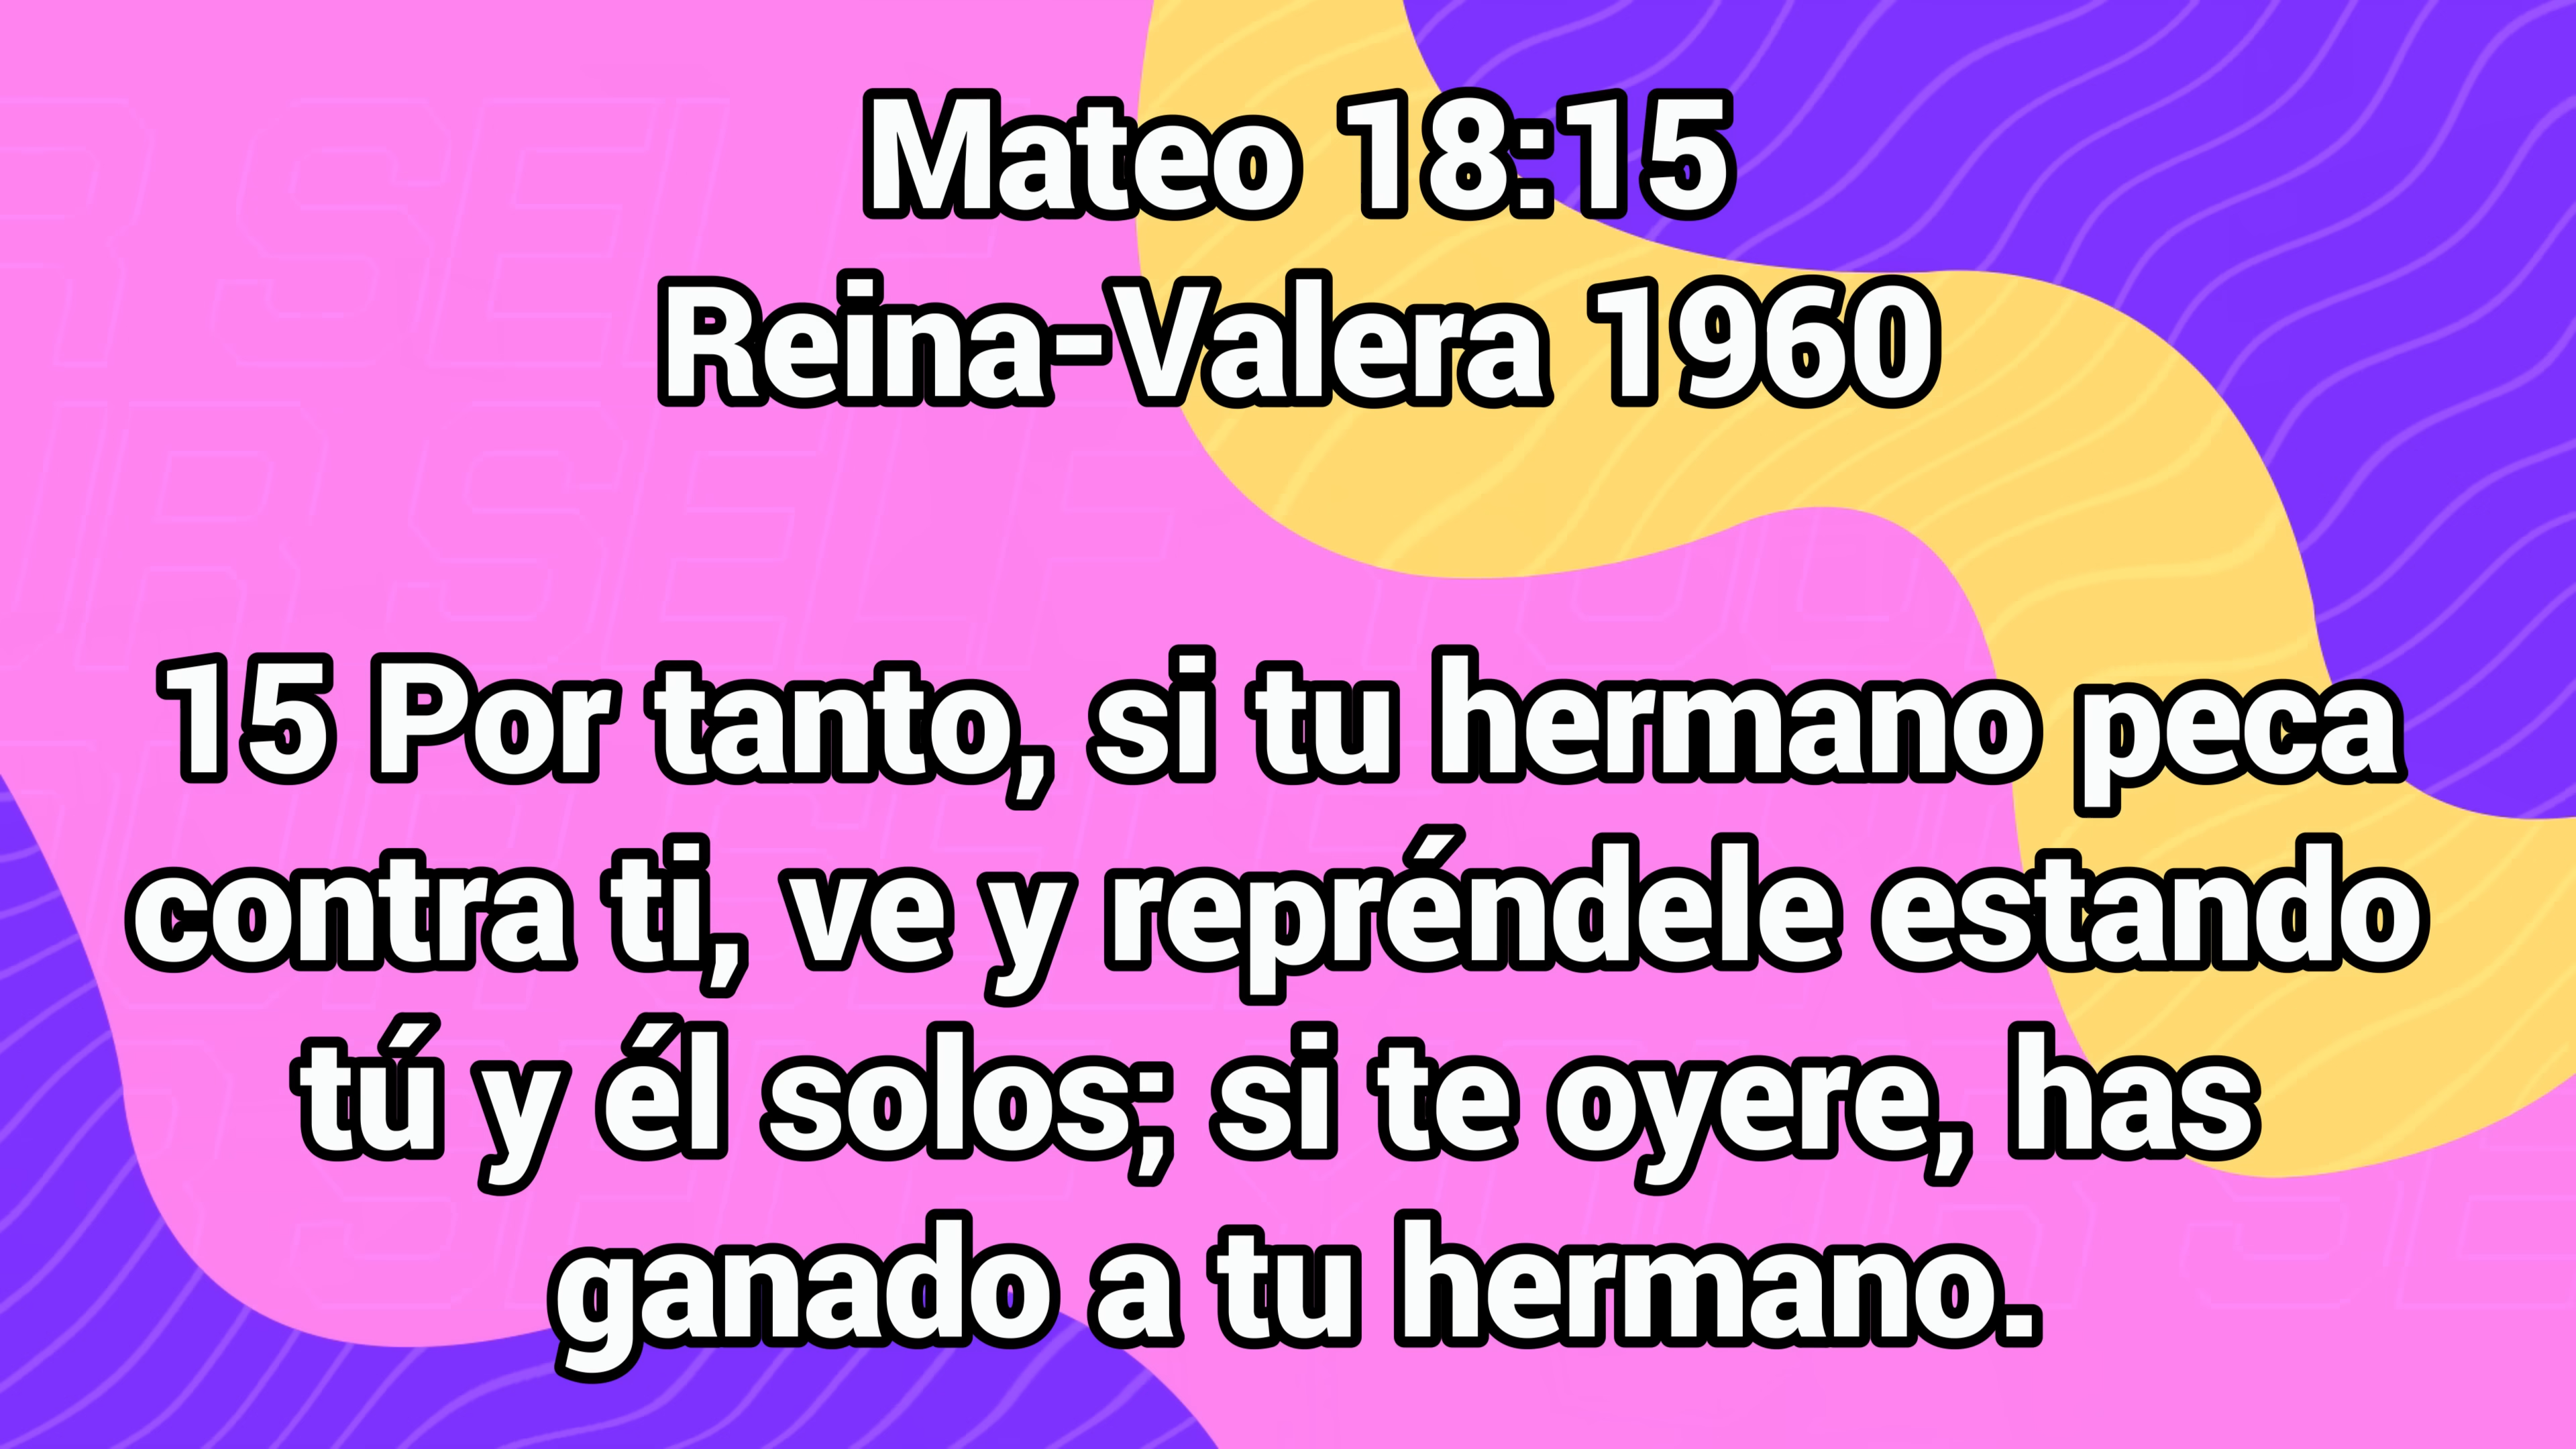 Mateo 18:15
Reina-Valera 1960
15 Por tanto, si tu hermano peca
contra ti, ve y repréndele estando
tú y él solos; si te oyere, has
ganado a tu hermano.